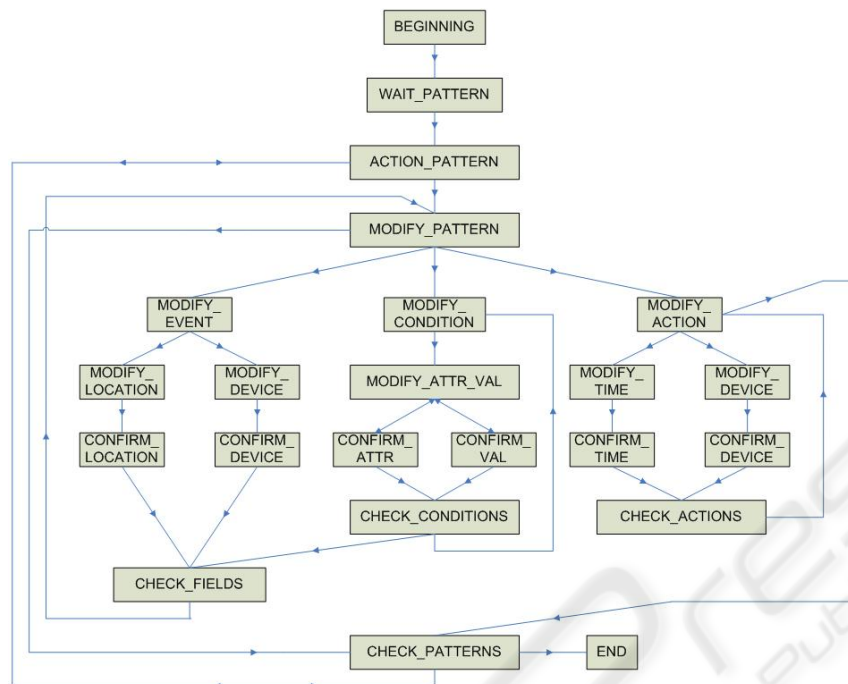 BEGINNING
WAIT_PATTERN
ACTION_PATTERN
MODIFY_PATTERN
MODIFY_
EVENT
MODIFY_
CONDITION
MODIFY_
ACTION
MODIFY_
LOCATION
MODIFY_
DEVICE
MODIFY_ATTR_VAL
MODIFY_
TIME
MODIFY_
DEVICE
CONFIRM_
LOCATION
CONFIRM_
DEVICE
CONFIRM_
ATTR
CONFIRM_
VAL
CONFIRM_
TIME
CONFIRM_
DEVICE
CHECK_CONDITIONS
CHECK_ACTIONS
CHECK_FIELDS
CHECK_PATTERNS
END